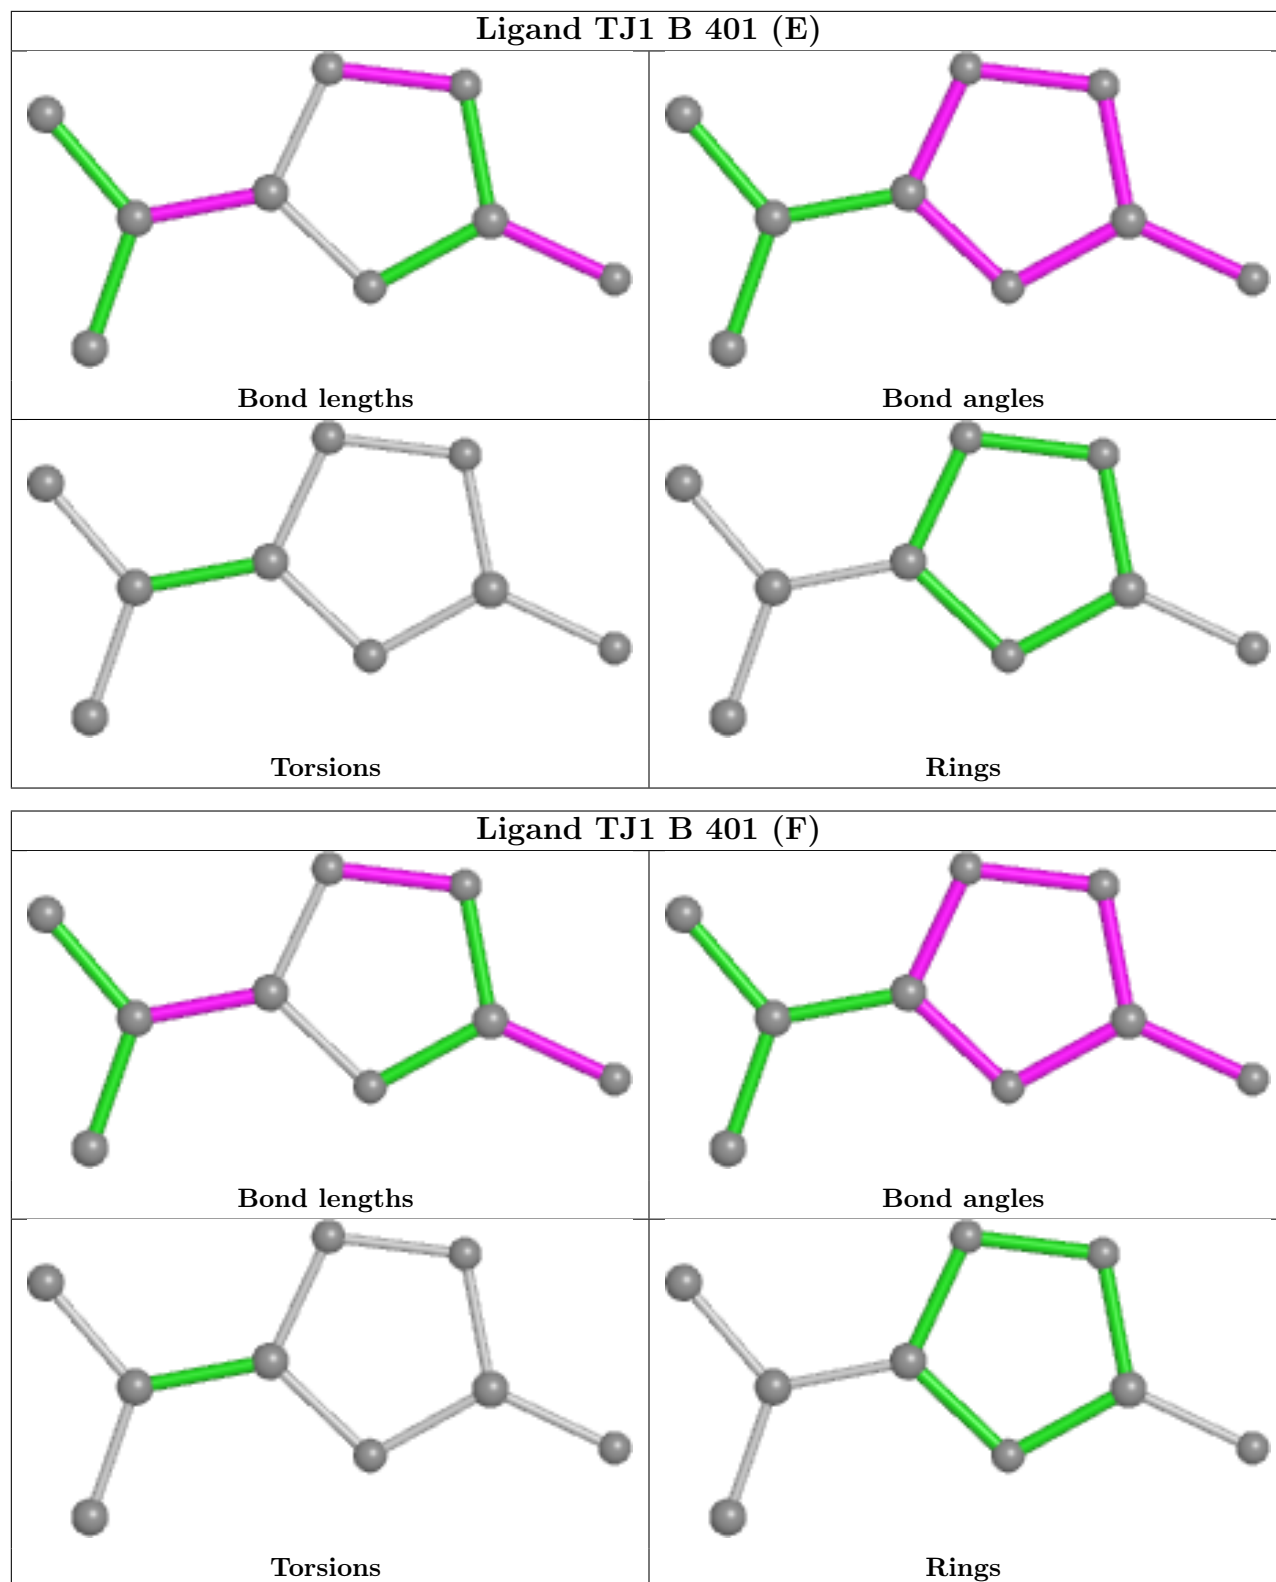 Ligand TJ1 B 401 (E)
Bond lengths
Bond angles
Torsions
Rings
Ligand TJ1 B 401 (F)
Bond lengths
Bond angles
Torsions
Rings